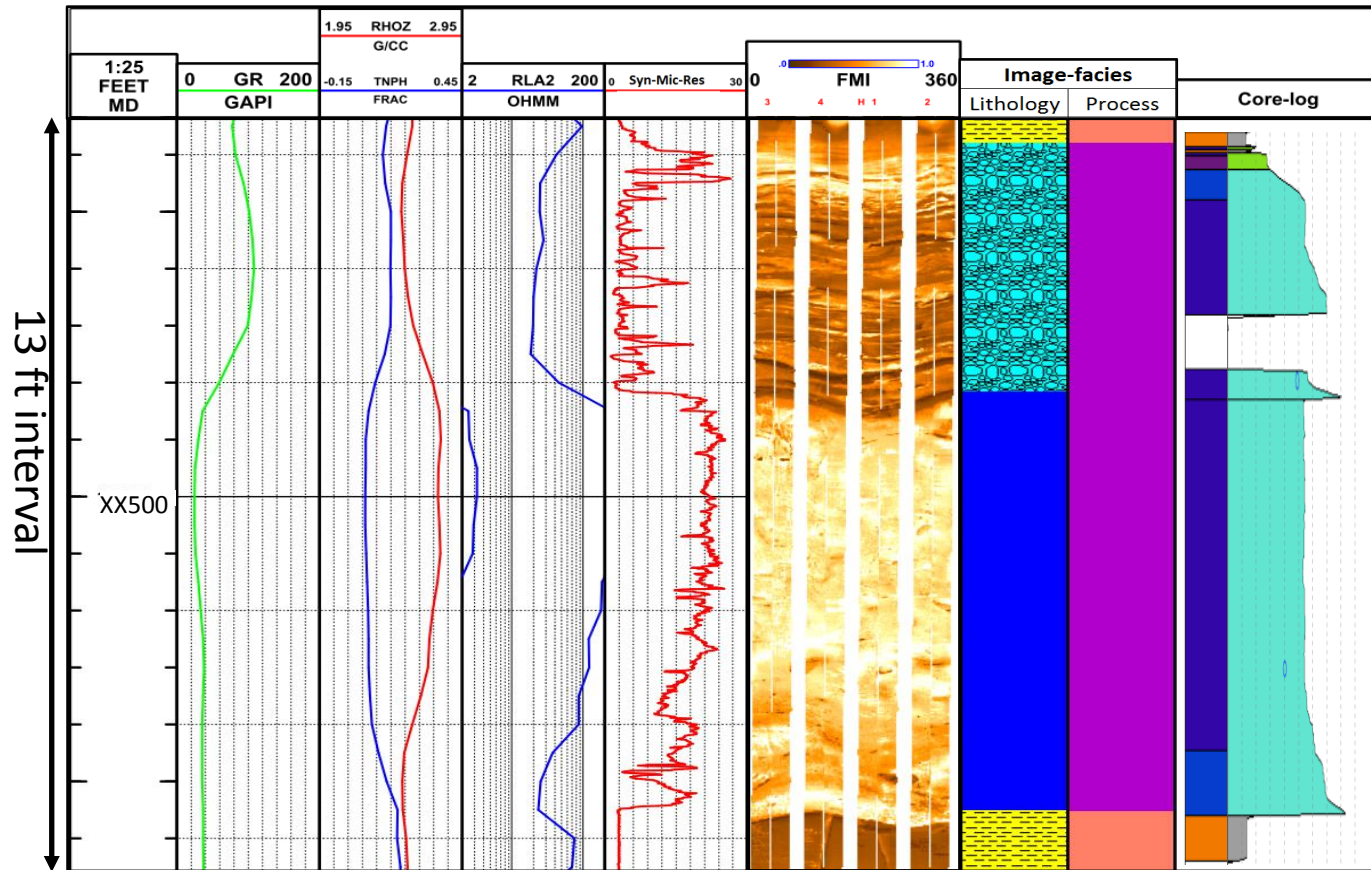 1.95 RHOZ 2.95
G/CC
1:25
FEET
MD
0 GR 200
GAPI
-0.15 TNPH 0.45
FRAC
2 RLA2 200
OHMM
0 Syn-Mic-Res 30
.0 1.0
0 FMI 360
3 4 H 1 2
Image-facies
Lithology Process
Core-log
13 ft interval
XX500